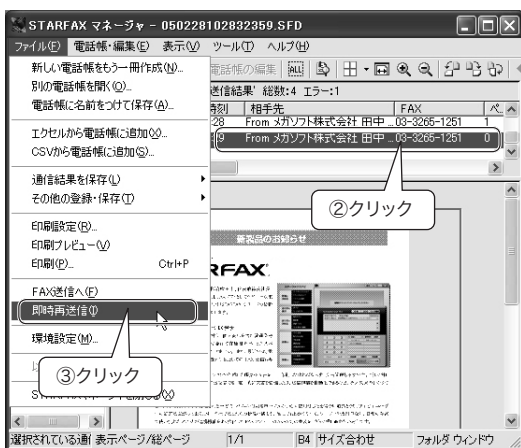 STARFAX マネージャ - 050228102832359.SFD
ファイル(F) 電話帳・編集(E) 表示(V) ツール(T) ヘルプ(H)
新しい電話帳をもう一冊作成(N)...
別の電話帳を開く(O)...
電話帳に名前をつけて保存(A)...
エクセルから電話帳に追加(X)...
CSVから電話帳に追加(S)...
通信結果を保存(L)
その他の登録・保存(T)
印刷設定(R)...
印刷プレビュー(V)
印刷(P)... Ctrl+P
FAX送信へ(F)
即時再送信(I)
環境設定(M)...
電話帳の編集
送信結果' 総数:4 エラー:1
時刻 相手先 FAX ペ
28 From メガソフト株式会社 田中 ... 03-3265-1251 1
9 From メガソフト株式会社 田中 ... 03-3265-1251 0
②クリック
新製品のお知らせ
RFAX
③クリック
選択されている通 表示ページ/総ページ 1/1 B4 サイズ合わせ フォルダ ウィンドウ